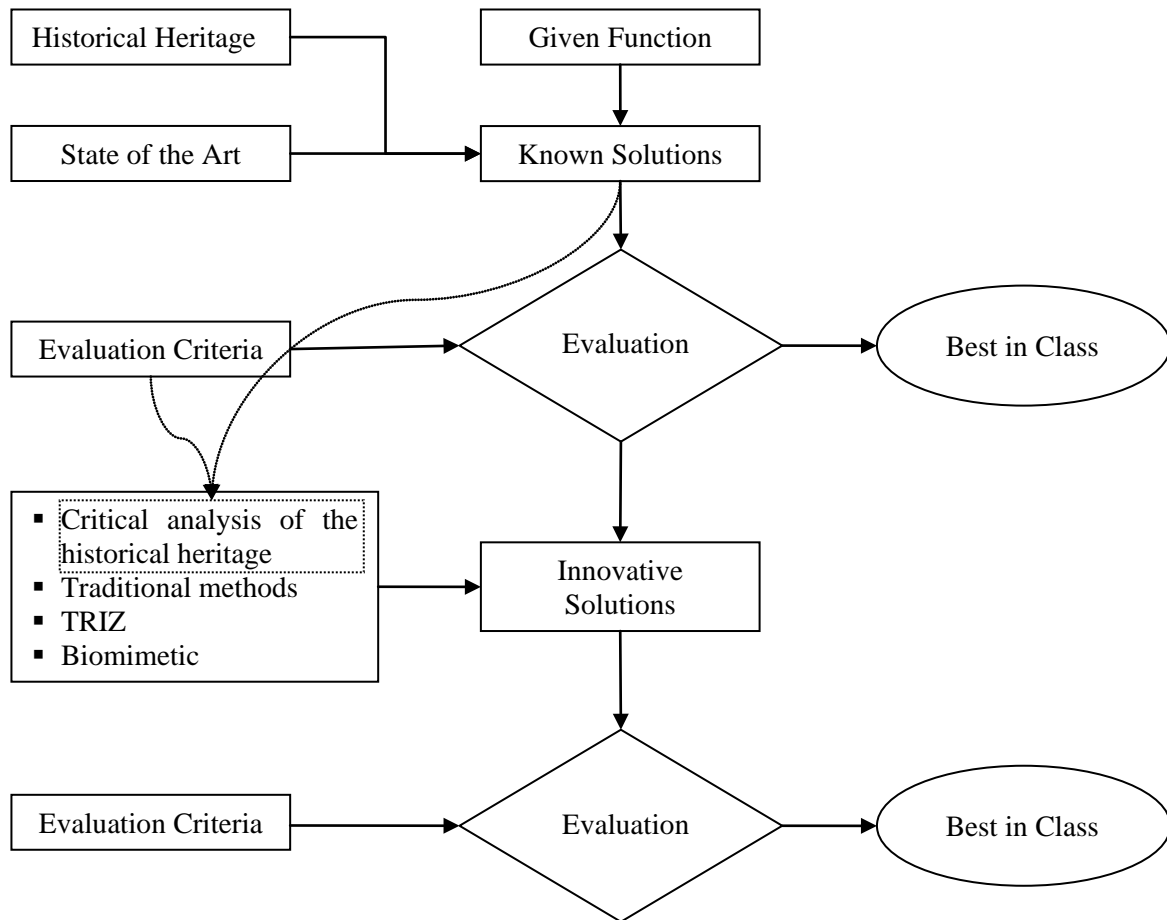 Historical Heritage
Given Function
State of the Art
Known Solutions
Evaluation Criteria
Evaluation
Best in Class
▪ Critical analysis of the
historical heritage
▪ Traditional methods
▪ TRIZ
▪ Biomimetic
Innovative
Solutions
Evaluation Criteria
Evaluation
Best in Class